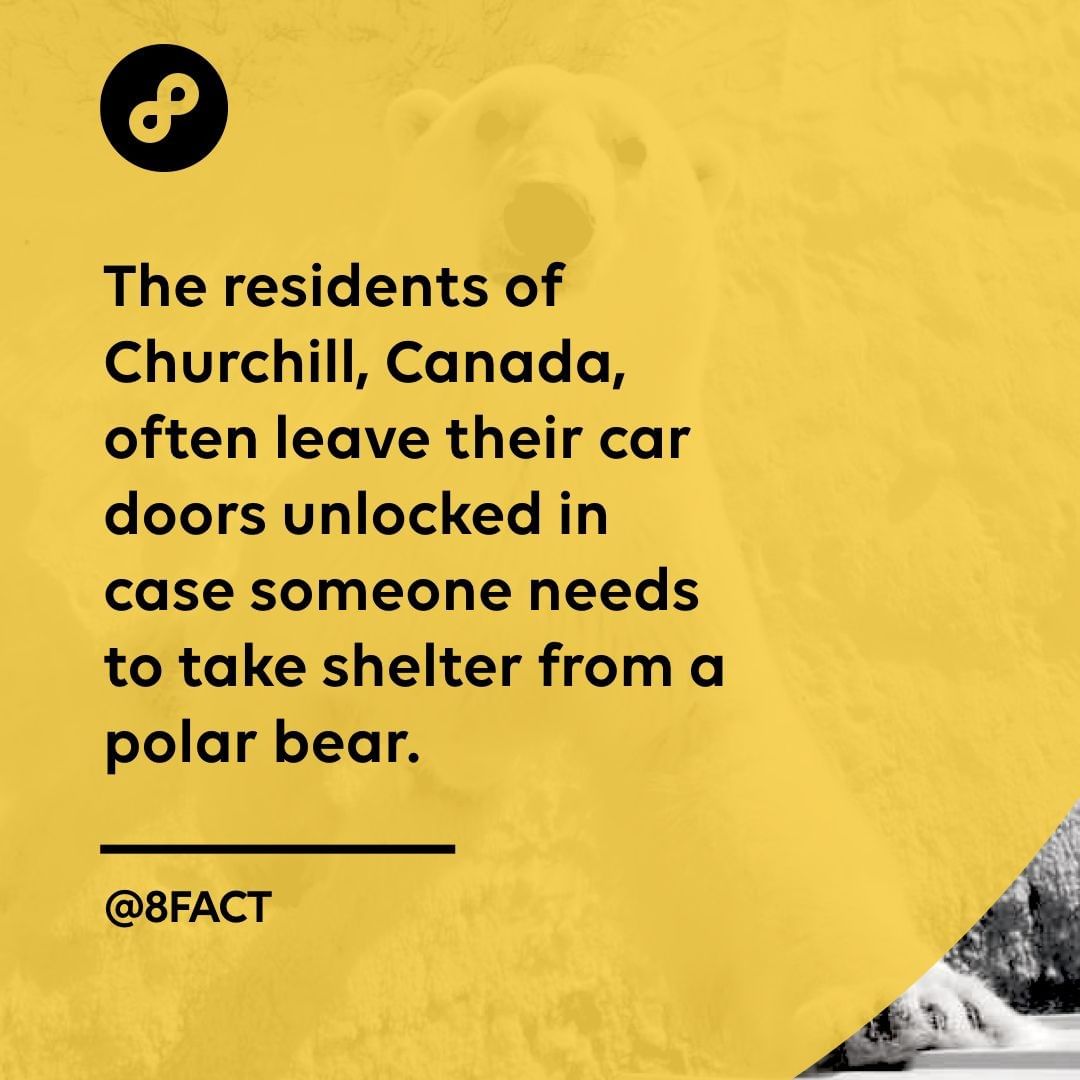 The residents of
Churchill, Canada,
often leave their car
doors unlocked in
case someone needs
to take shelter from a
polar bear.
@8FACT